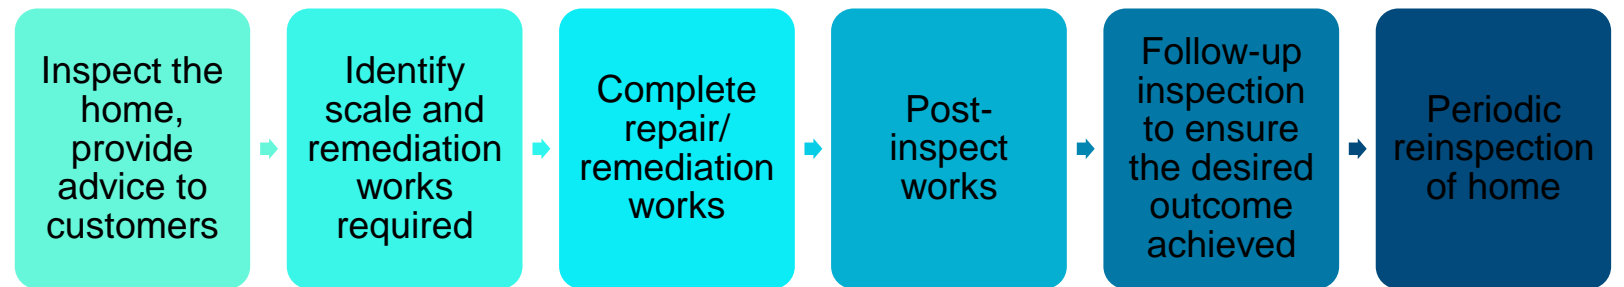 Inspect the
home,
provide
advice to
customers
Identify
scale and
remediation
works
required
Complete
repair/
remediation
works
Post-
inspect
works
Follow-up
inspection
to ensure
the desired
outcome
achieved
Periodic
reinspection
of home